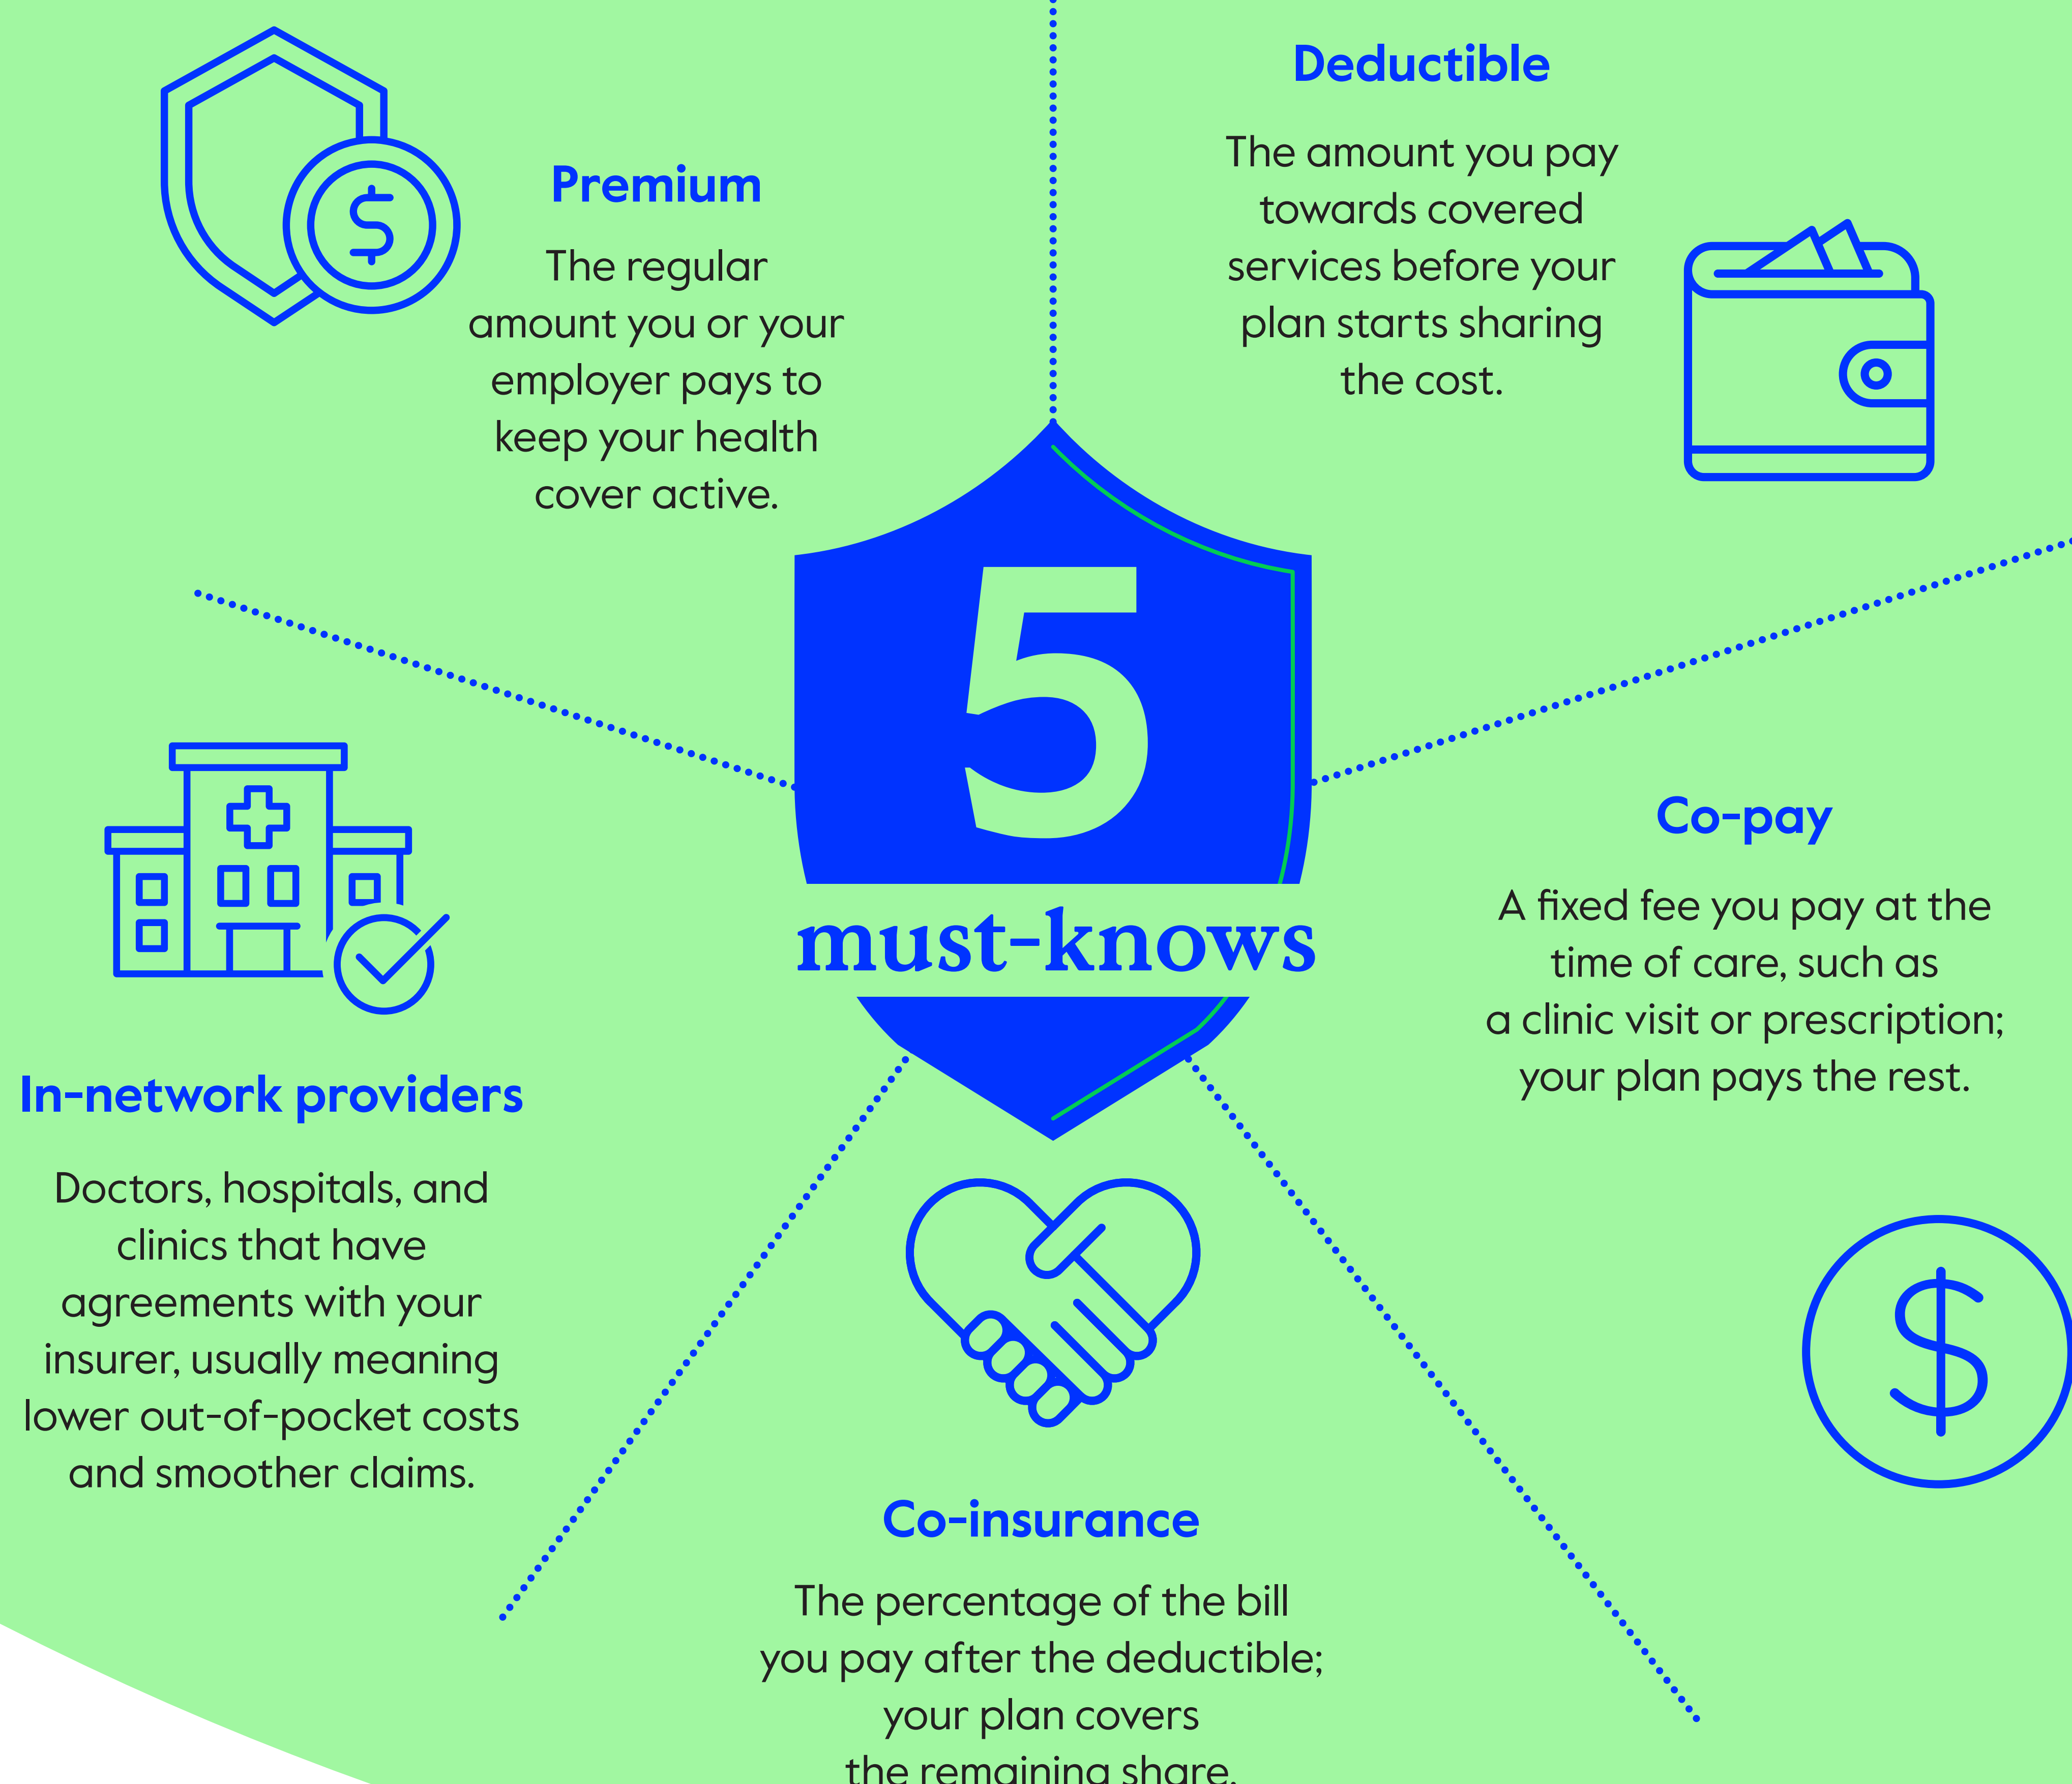 Premium
The regular
amount you or your
employer pays to
keep your health
cover active.
Deductible
The amount you pay
towards covered
services before your
plan starts sharing
the cost.
5
must-knows
Co-pay
A fixed fee you pay at the
time of care, such as
a clinic visit or prescription;
your plan pays the rest.
In-network providers
Doctors, hospitals, and
clinics that have
agreements with your
insurer, usually meaning
lower out-of-pocket costs
and smoother claims.
Co-insurance
The percentage of the bill
you pay after the deductible;
your plan covers
the remaining share.